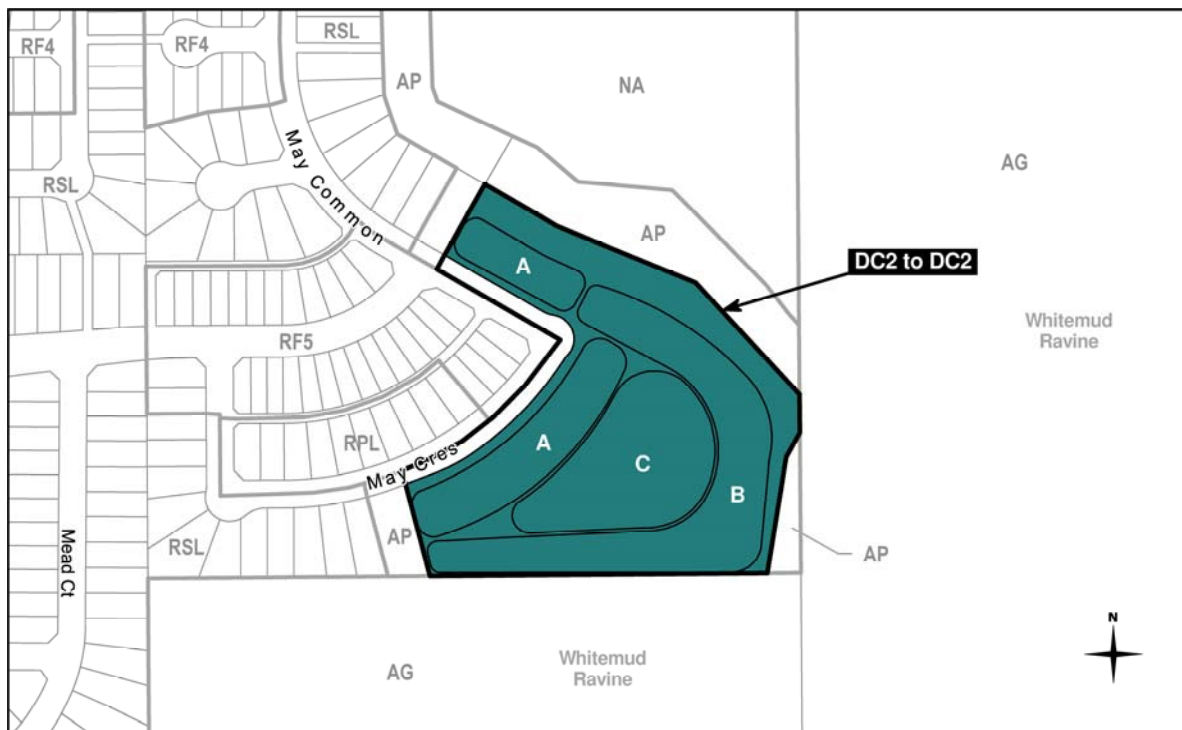 RF4
RF4
RSL
AP
NA
AG
RSL
May Common
AP
DC2 to DC2
A
Whitemud
Ravine
RF5
RPL
A
C
B
May Cres
AP
RSL
AP
Mead Ct
N
AG
Whitemud
Ravine